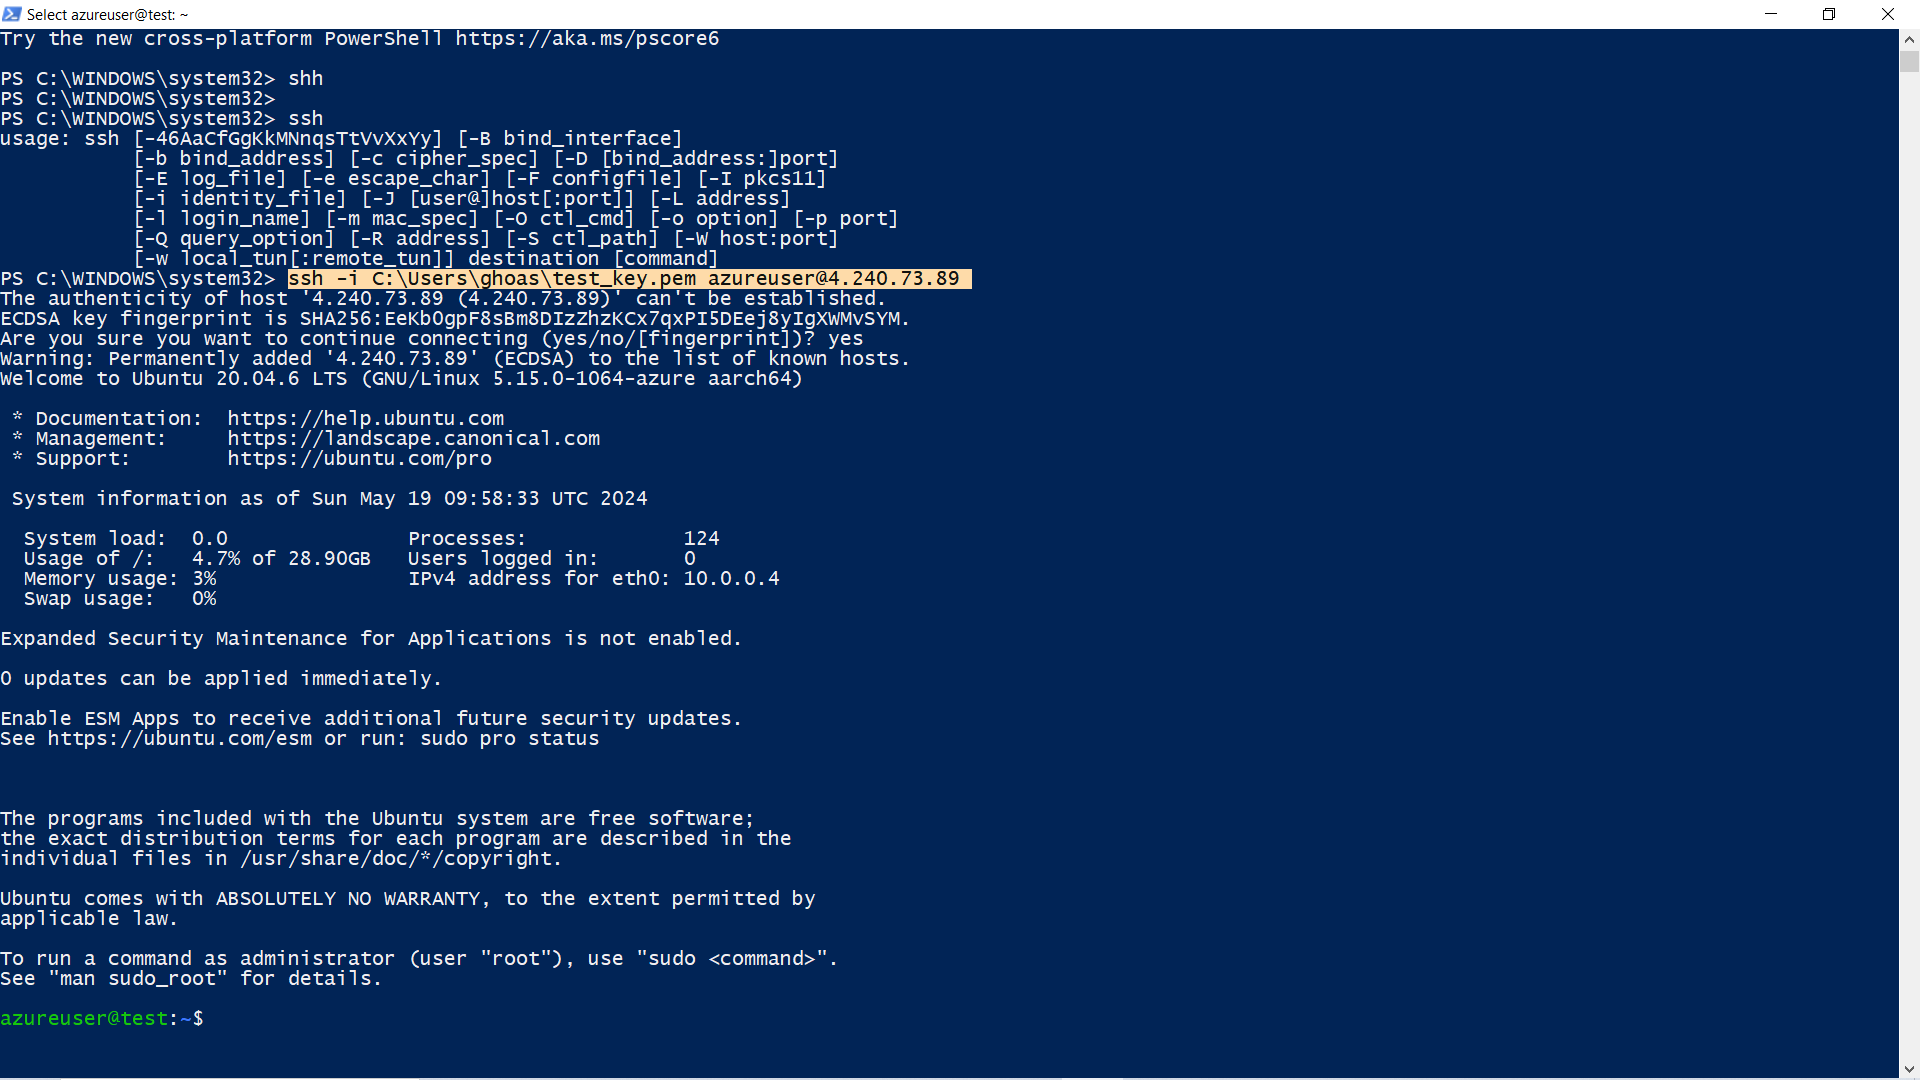 Select azureuser@test: ~
Try the new cross-platform PowerShell https://aka.ms/pscore6
PS C:\WINDOWS\system32> shh
PS C:\WINDOWS\system32>
PS C:\WINDOWS\system32> ssh
usage: ssh [-46AaCfGgKkMNnqsTtVvXxYy] [-B bind_interface]
           [-b bind_address] [-c cipher_spec] [-D [bind_address:]port]
           [-E log_file] [-e escape_char] [-F configfile] [-I pkcs11]
           [-i identity_file] [-J [user@]host[:port]] [-L address]
           [-l login_name] [-m mac_spec] [-O ctl_cmd] [-o option] [-p port]
           [-Q query_option] [-R address] [-S ctl_path] [-W host:port]
           [-w local_tun[:remote_tun]] destination [command]
PS C:\WINDOWS\system32> ssh -i C:\Users\ghoas\test_key.pem azureuser@4.240.73.89
The authenticity of host '4.240.73.89 (4.240.73.89)' can't be established.
ECDSA key fingerprint is SHA256:EeKbOgpF8sBm8DIzZhzKCx7qxPI5DEej8yIgXWMvSYM.
Are you sure you want to continue connecting (yes/no/[fingerprint])? yes
Warning: Permanently added '4.240.73.89' (ECDSA) to the list of known hosts.
Welcome to Ubuntu 20.04.6 LTS (GNU/Linux 5.15.0-1064-azure aarch64)
 * Documentation:  https://help.ubuntu.com
 * Management:     https://landscape.canonical.com
 * Support:        https://ubuntu.com/pro
 System information as of Sun May 19 09:58:33 UTC 2024
  System load:  0.0               Processes:             124
  Usage of /:   4.7% of 28.90GB   Users logged in:       0
  Memory usage: 3%                IPv4 address for eth0: 10.0.0.4
  Swap usage:   0%
Expanded Security Maintenance for Applications is not enabled.
0 updates can be applied immediately.
Enable ESM Apps to receive additional future security updates.
See https://ubuntu.com/esm or run: sudo pro status
The programs included with the Ubuntu system are free software;
the exact distribution terms for each program are described in the
individual files in /usr/share/doc/*/copyright.
Ubuntu comes with ABSOLUTELY NO WARRANTY, to the extent permitted by
applicable law.
To run a command as administrator (user "root"), use "sudo <command>".
See "man sudo_root" for details.
azureuser@test:~$